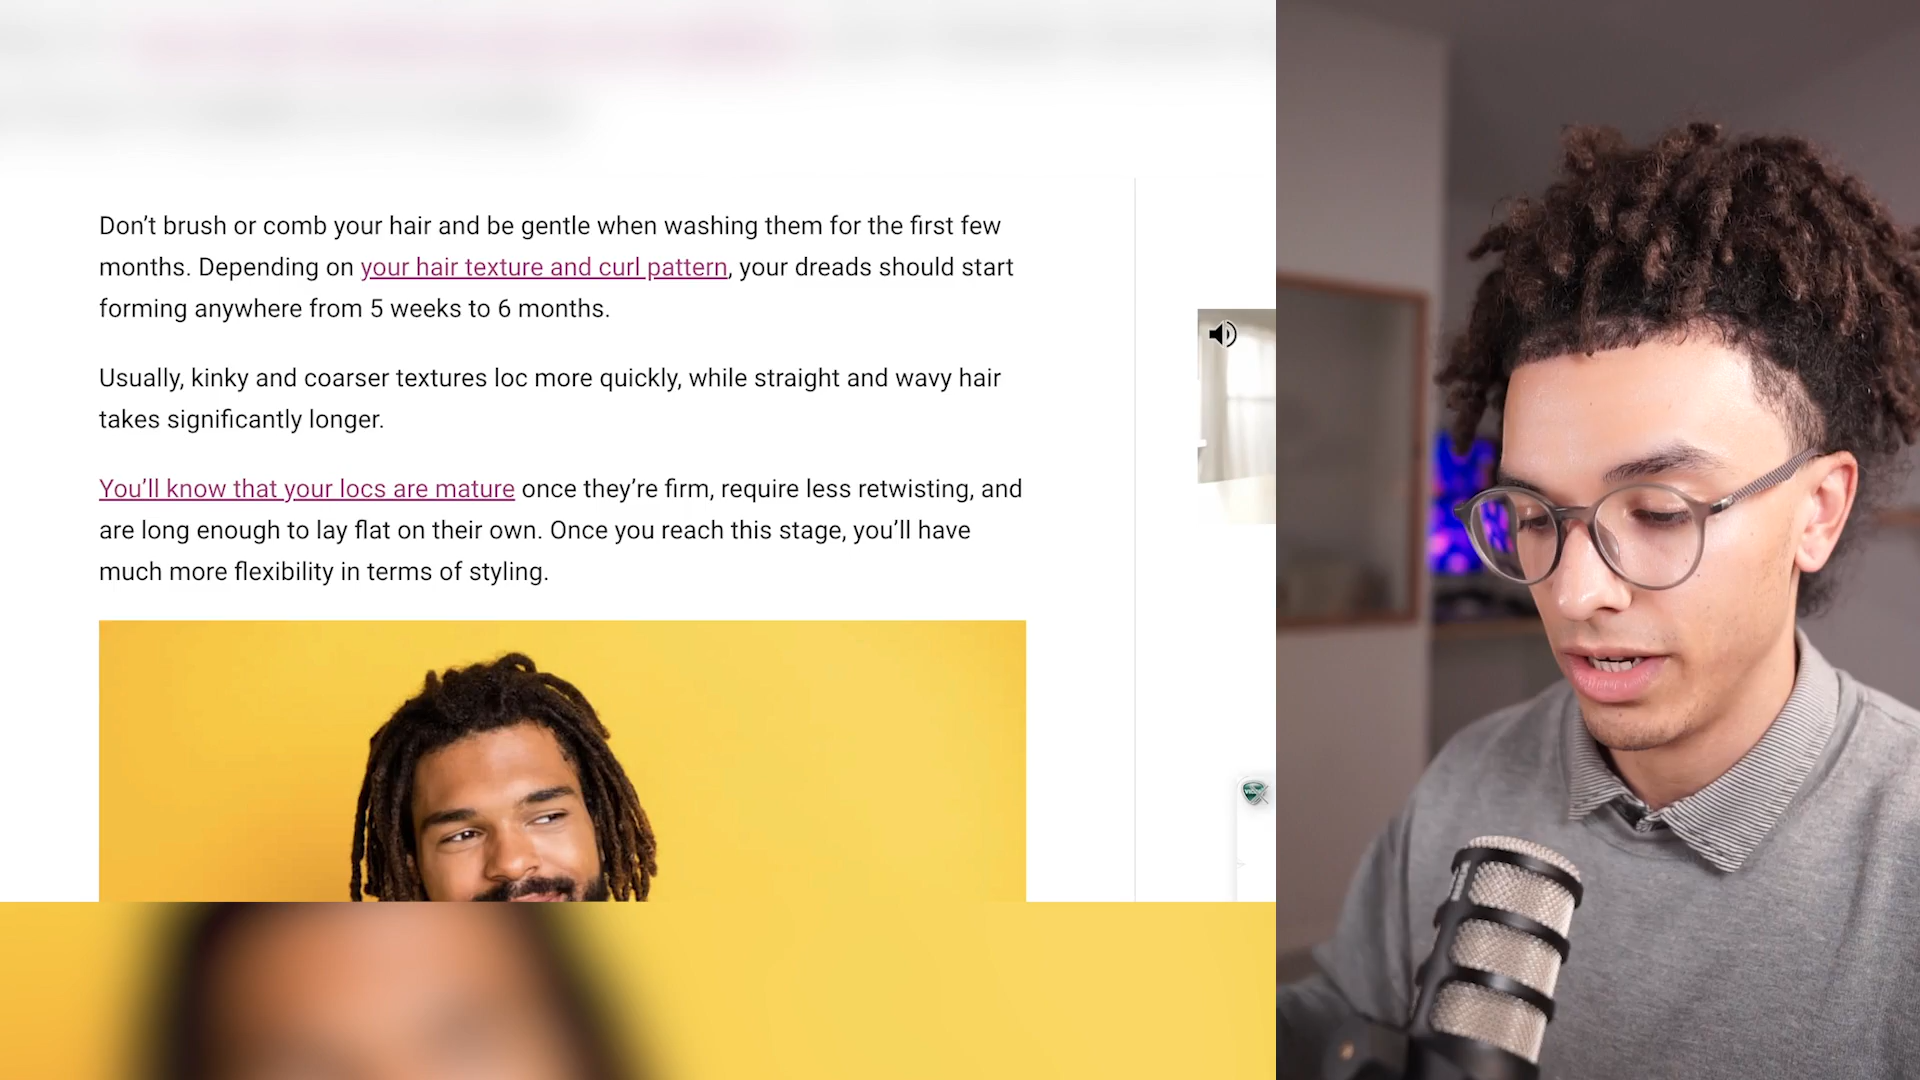 Don’t brush or comb your hair and be gentle when washing them for the first few
months. Depending on your hair texture and curl pattern, your dreads should start
forming anywhere from 5 weeks to 6 months.
Usually, kinky and coarser textures loc more quickly, while straight and wavy hair
takes significantly longer.
You’ll know that your locs are mature once they’re firm, require less retwisting, and
are long enough to lay flat on their own. Once you reach this stage, you’ll have
much more flexibility in terms of styling.